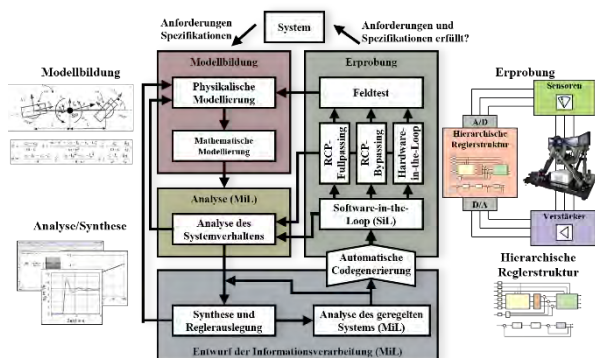 Anforderungen
Spezifikationen
System
Anforderungen und
Spezifikationen erfüllt?
Modellbildung
Modellbildung
Physikalische
Modellierung
Mathematische
Modellierung
Erprobung
Feldtest
RCP-
Fullpassing
RCP-
Bypassing
Hardware-
in-the-Loop
Software-in-the-
Loop (SiL)
Erprobung
Sensoren
A/D
Hierarchische
Reglerstruktur
D/A
Verstärker
Analyse (MiL)
Analyse des
Systemverhaltens
Analyse/Synthese
Automatische
Codegenerierung
Hierarchische
Reglerstruktur
Synthese und
Reglerauslegung
Analyse des geregelten
Systems (MiL)
Entwurf der Informationsverarbeitung (MiL)